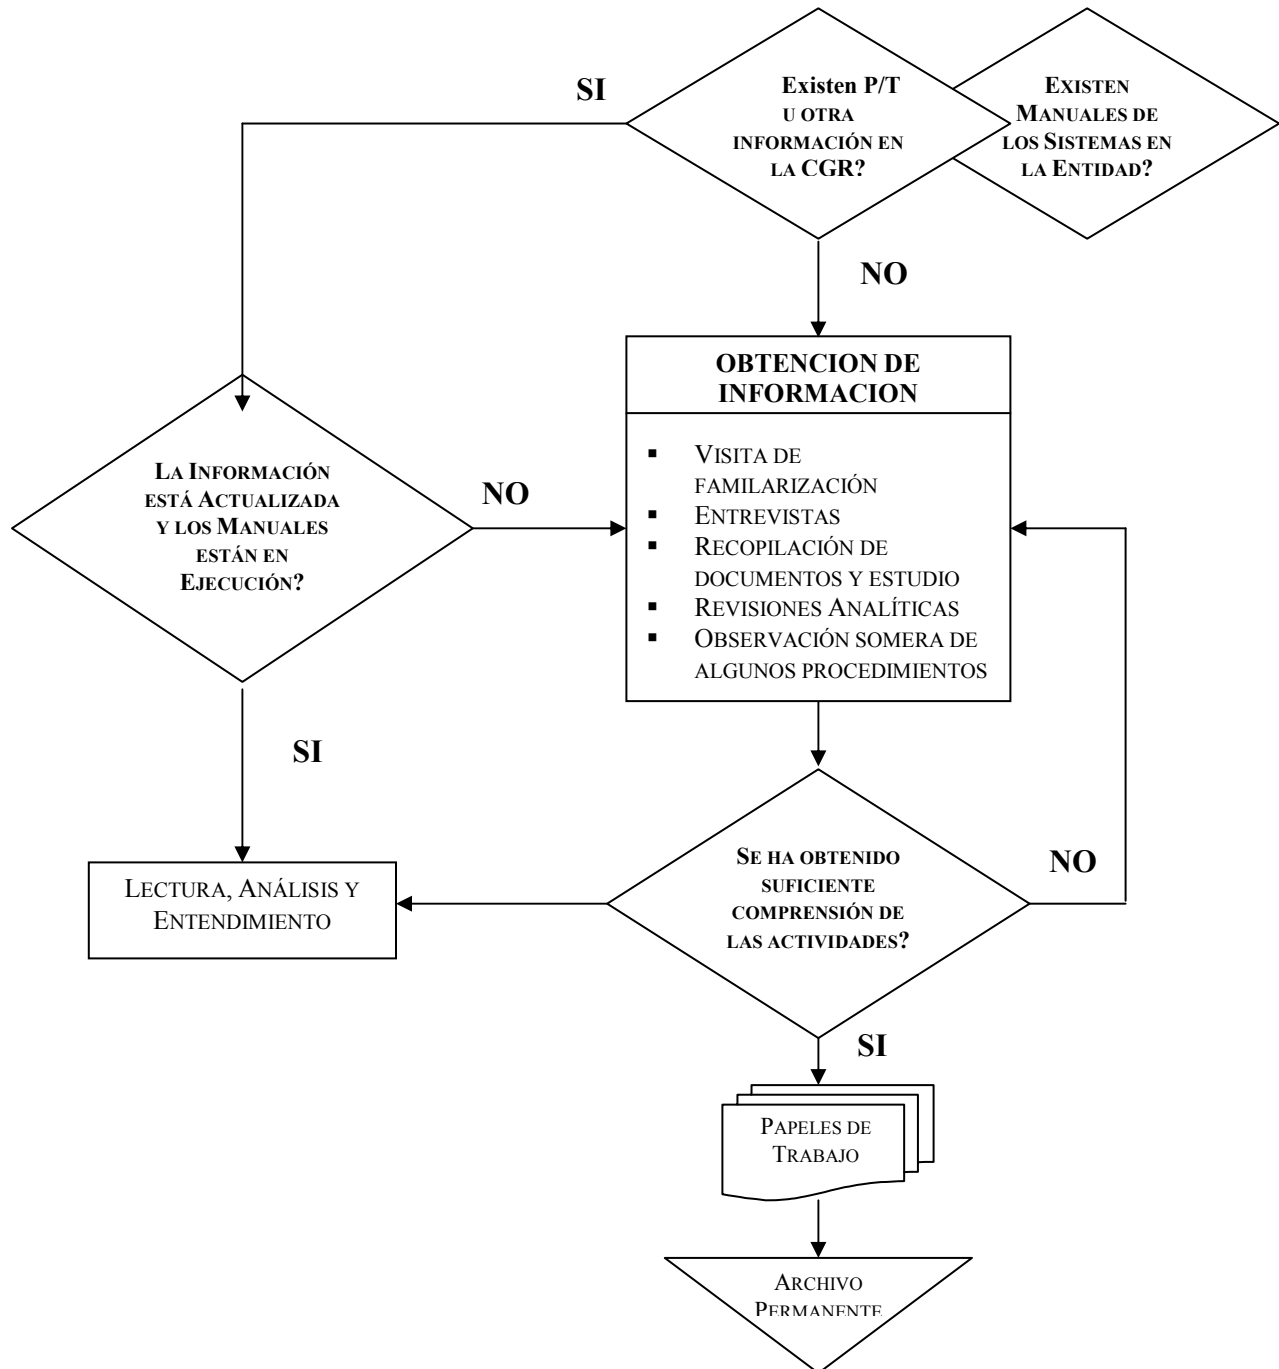 SI
Existen P/T
U OTRA
INFORMACIÓN EN
LA CGR?
EXISTEN
MANUALES DE
LOS SISTEMAS EN
LA ENTIDAD?
NO
OBTENCION DE
INFORMACION
▪ VISITA DE
FAMILARIZACIÓN
▪ ENTREVISTAS
▪ RECOPILACIÓN DE
DOCUMENTOS Y ESTUDIO
▪ REVISIONES ANALÍTICAS
▪ OBSERVACIÓN SOMERA DE
ALGUNOS PROCEDIMIENTOS
LA INFORMACIÓN
ESTÁ ACTUALIZADA
Y LOS MANUALES
ESTÁN EN
EJECUCIÓN?
NO
SI
LECTURA, ANÁLISIS Y
ENTENDIMIENTO
SE HA OBTENIDO
SUFICIENTE
COMPRENSIÓN DE
LAS ACTIVIDADES?
NO
SI
PAPELES DE
TRABAJO
ARCHIVO
PERMANENTE